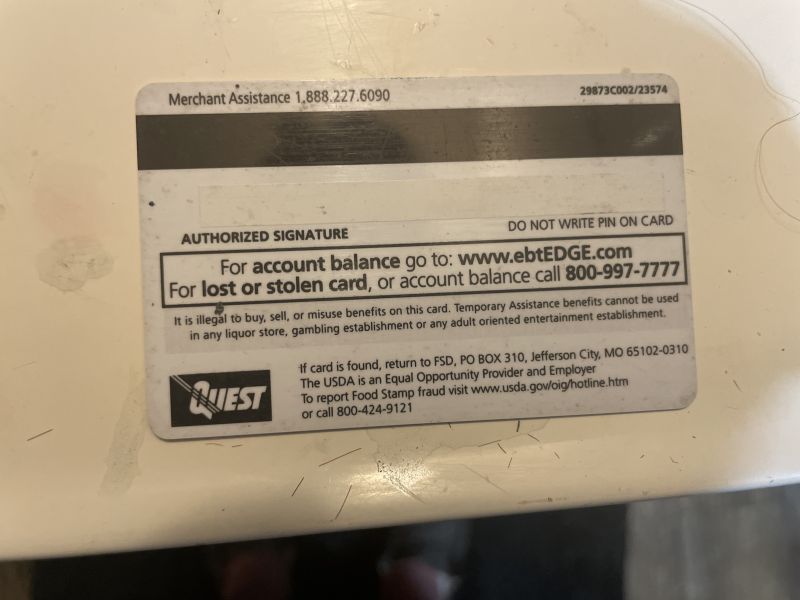 Merchant Assistance 1.888.227.6090
29873C002/23574
AUTHORIZED SIGNATURE
DO NOT WRITE PIN ON CARD
For account balance go to: www.ebtEDGE.com
For lost or stolen card, or account balance call 800-997-7777
It is illegal to buy, sell, or misuse benefits on this card. Temporary Assistance benefits cannot be used
in any liquor store, gambling establishment or any adult oriented entertainment establishment.
QUEST
If card is found, return to FSD, PO BOX 310, Jefferson City, MO 65102-0310
The USDA is an Equal Opportunity Provider and Employer
To report Food Stamp fraud visit www.usda.gov/oig/hotline.htm
or call 800-424-9121